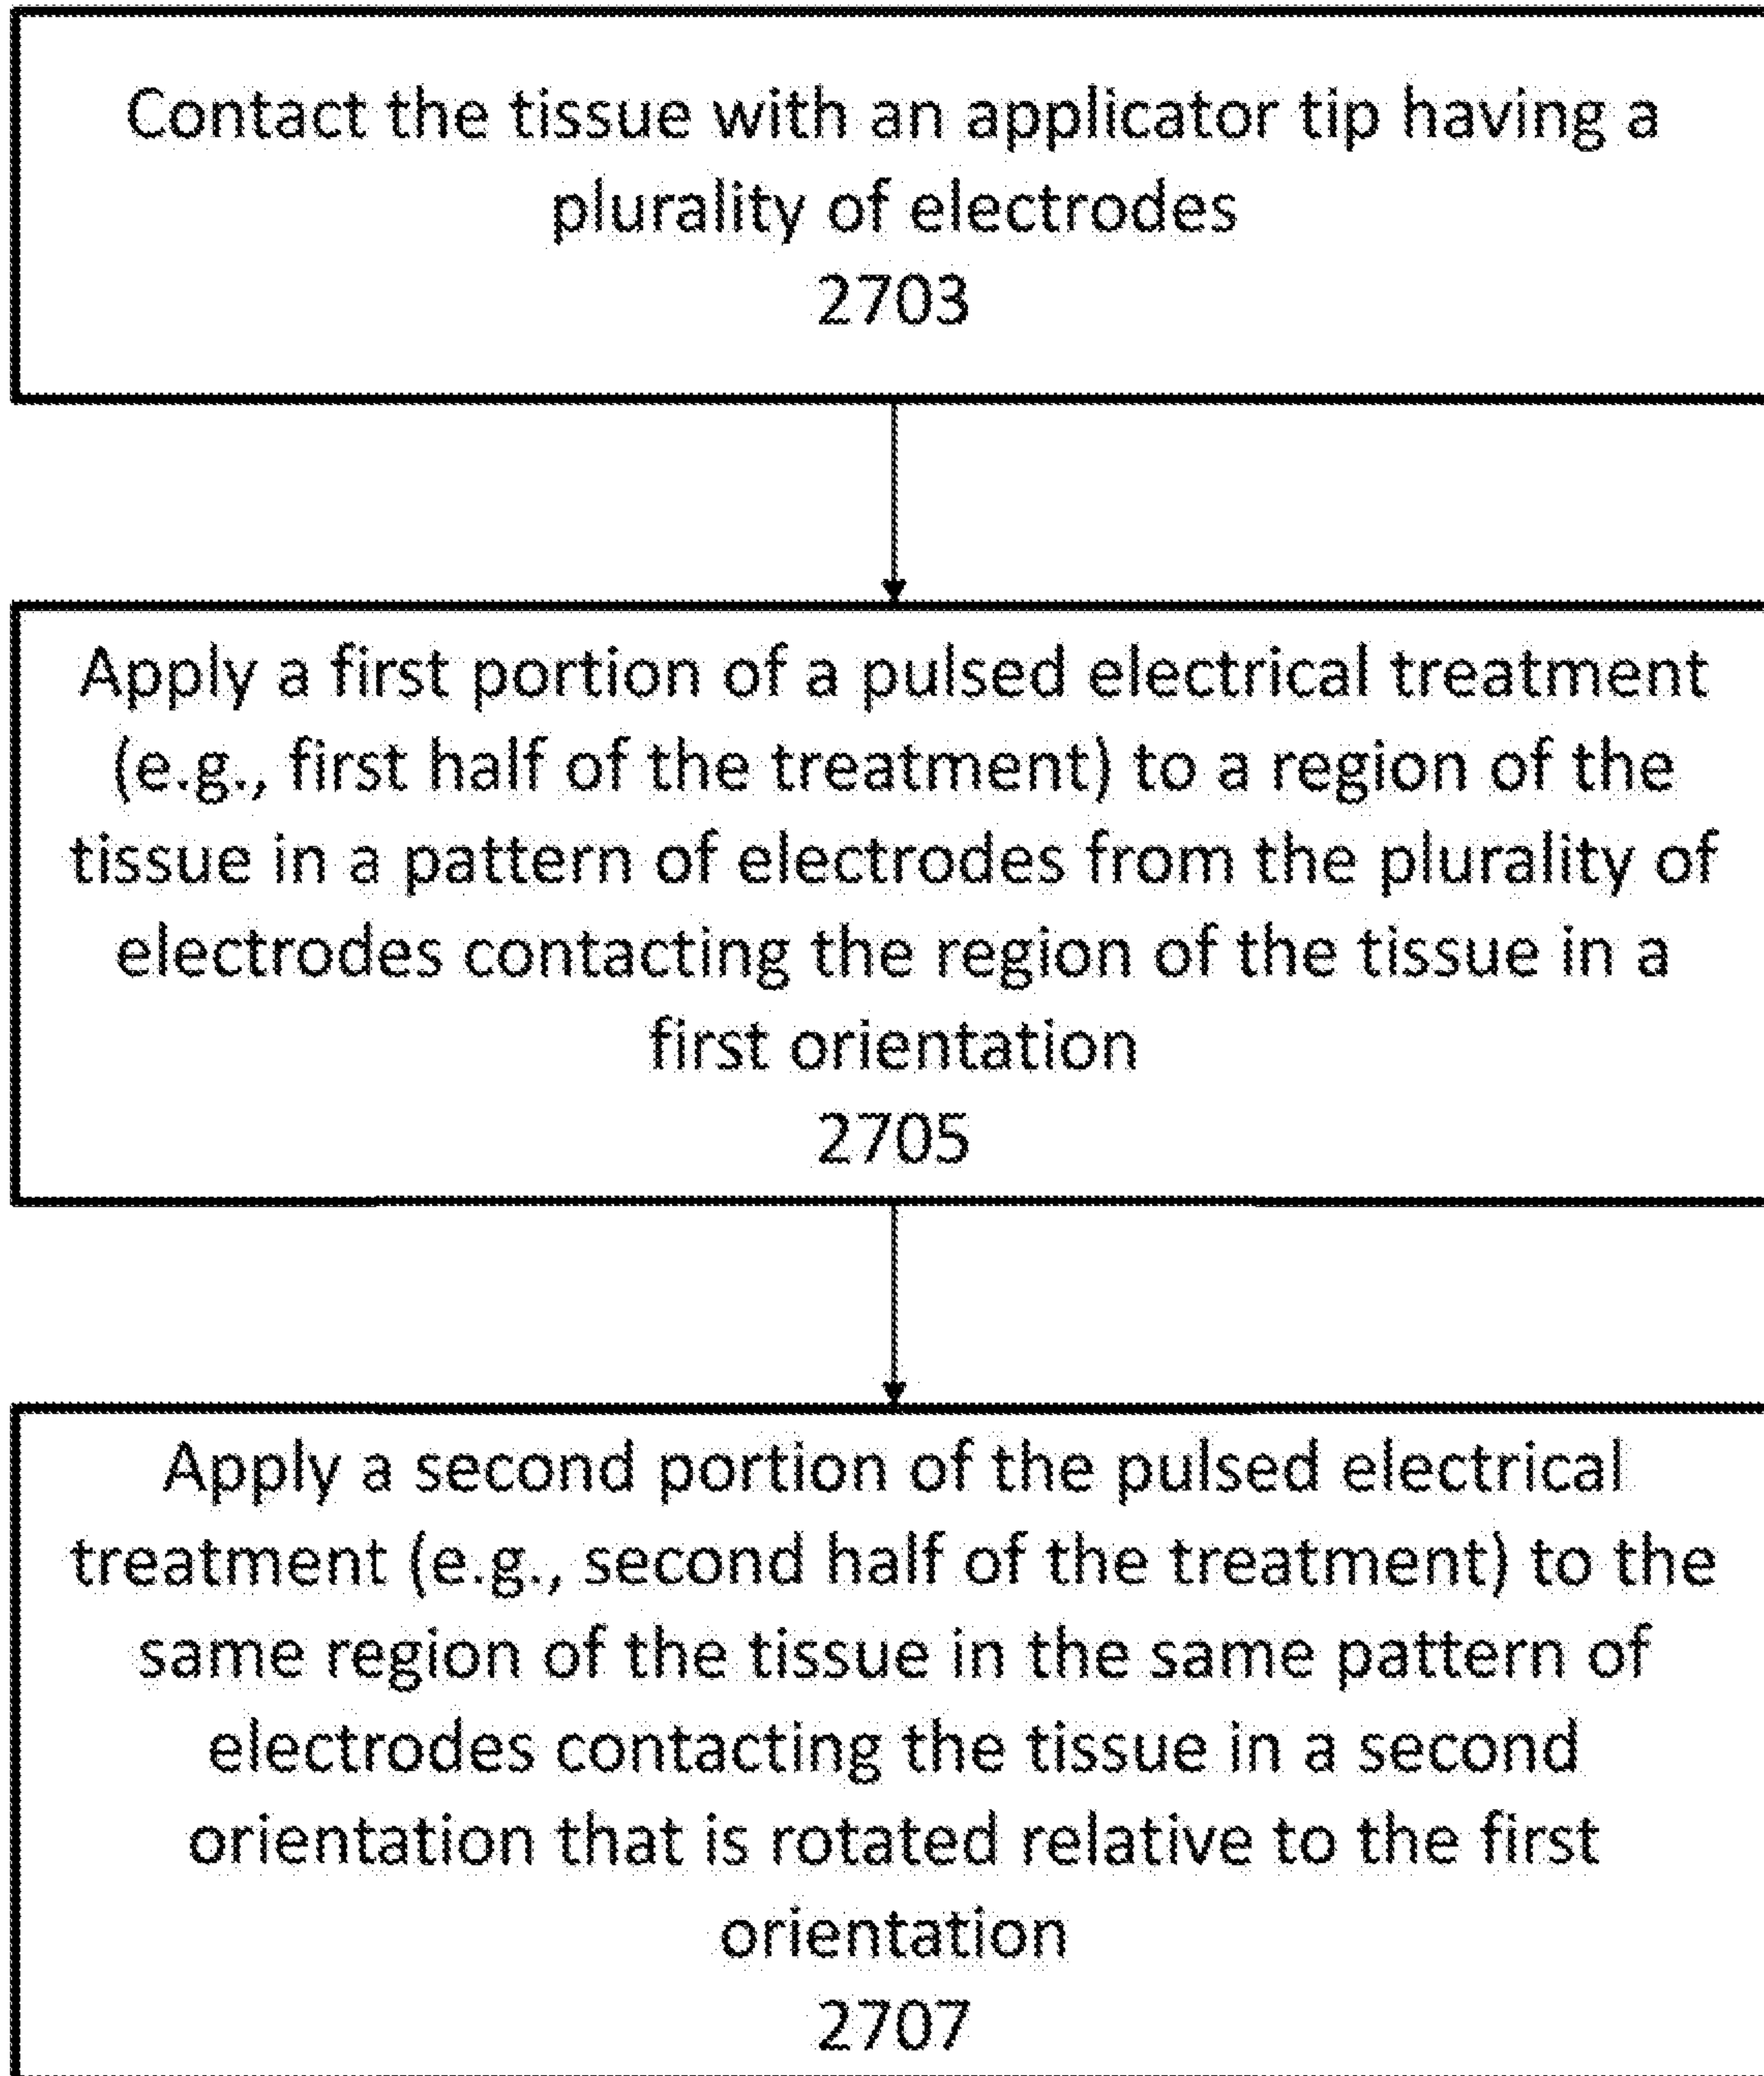 Contact the tissue with an applicator tip having a
plurality of electrodes
2703
Apply a first portion of a pulsed electrical treatment
(e.g., first half of the treatment) to a region of the
tissue in a pattern of electrodes from the plurality of
electrodes contacting the region of the tissue in a
first orientation
2705
Apply a second portion of the pulsed electrical
treatment (e.g., second half of the treatment) to the
same region of the tissue in the same pattern of
electrodes contacting the tissue in a second
orientation that is rotated relative to the first
orientation
2707